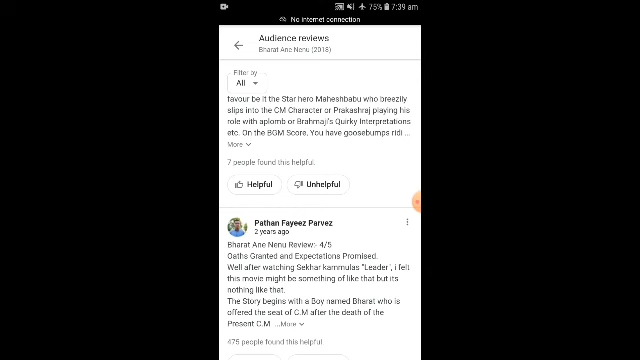 75% 7:39 am
No internet connection
Audience reviews
Bharat Ane Nenu (2018)
Filter by
All
favour be it the Star hero Maheshbabu who breezily
slips into the CM Character or Prakashraj playing his
role with aplomb or Brahmaji's Quirky Interpretations
etc. On the BGM Score, You have goosebumps ridi ...
More
7 people found this helpful.
Helpful Unhelpful
Pathan Fayeez Parvez
2 years ago
Bharat Ane Nenu Review:- 4/5
Oaths Granted and Expectations Promised.
Well after watching Sekhar kammulas "Leader", i felt
this movie might be something of like that but its
nothing like that.
The Story begins with a Boy named Bharat who is
offered the seat of C.M after the death of the
Present C.M ...More
475 people found this helpful.